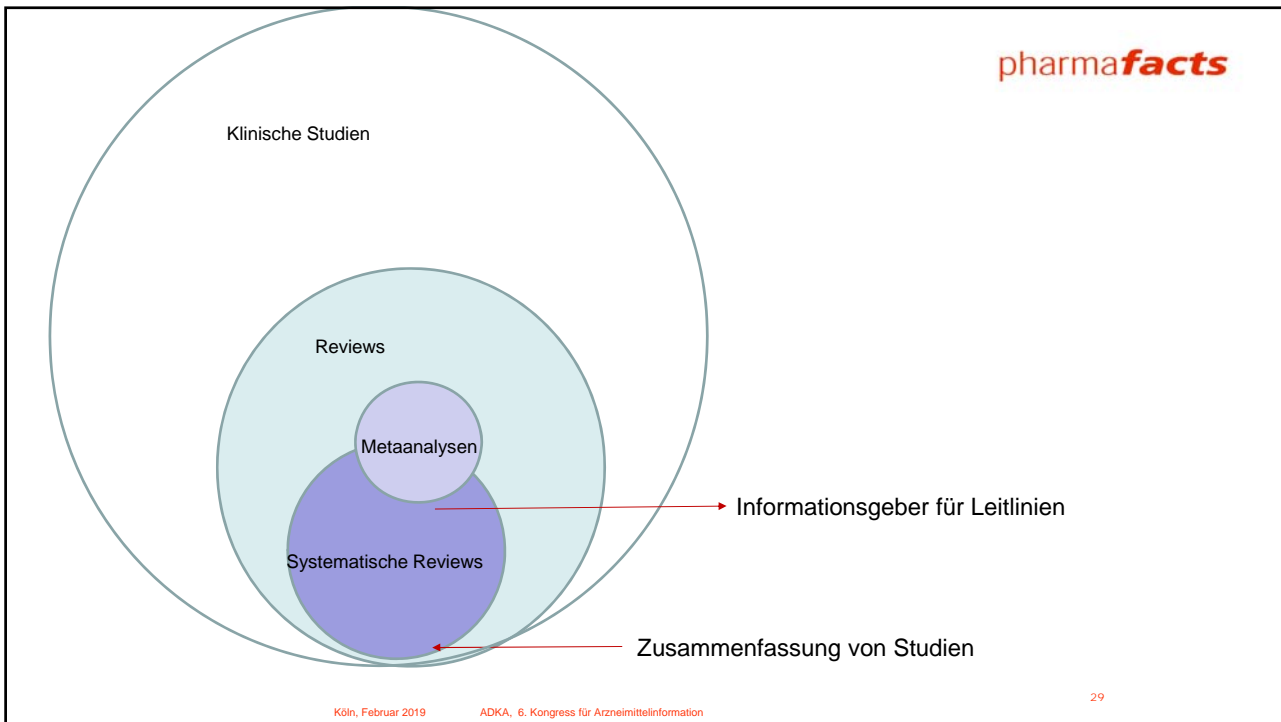 pharmafacts
Klinische Studien
Reviews
Metaanalysen
Informationsgeber für Leitlinien
Systematische Reviews
Zusammenfassung von Studien
29
Köln, Februar 2019 ADKA, 6. Kongress für Arzneimittelinformation